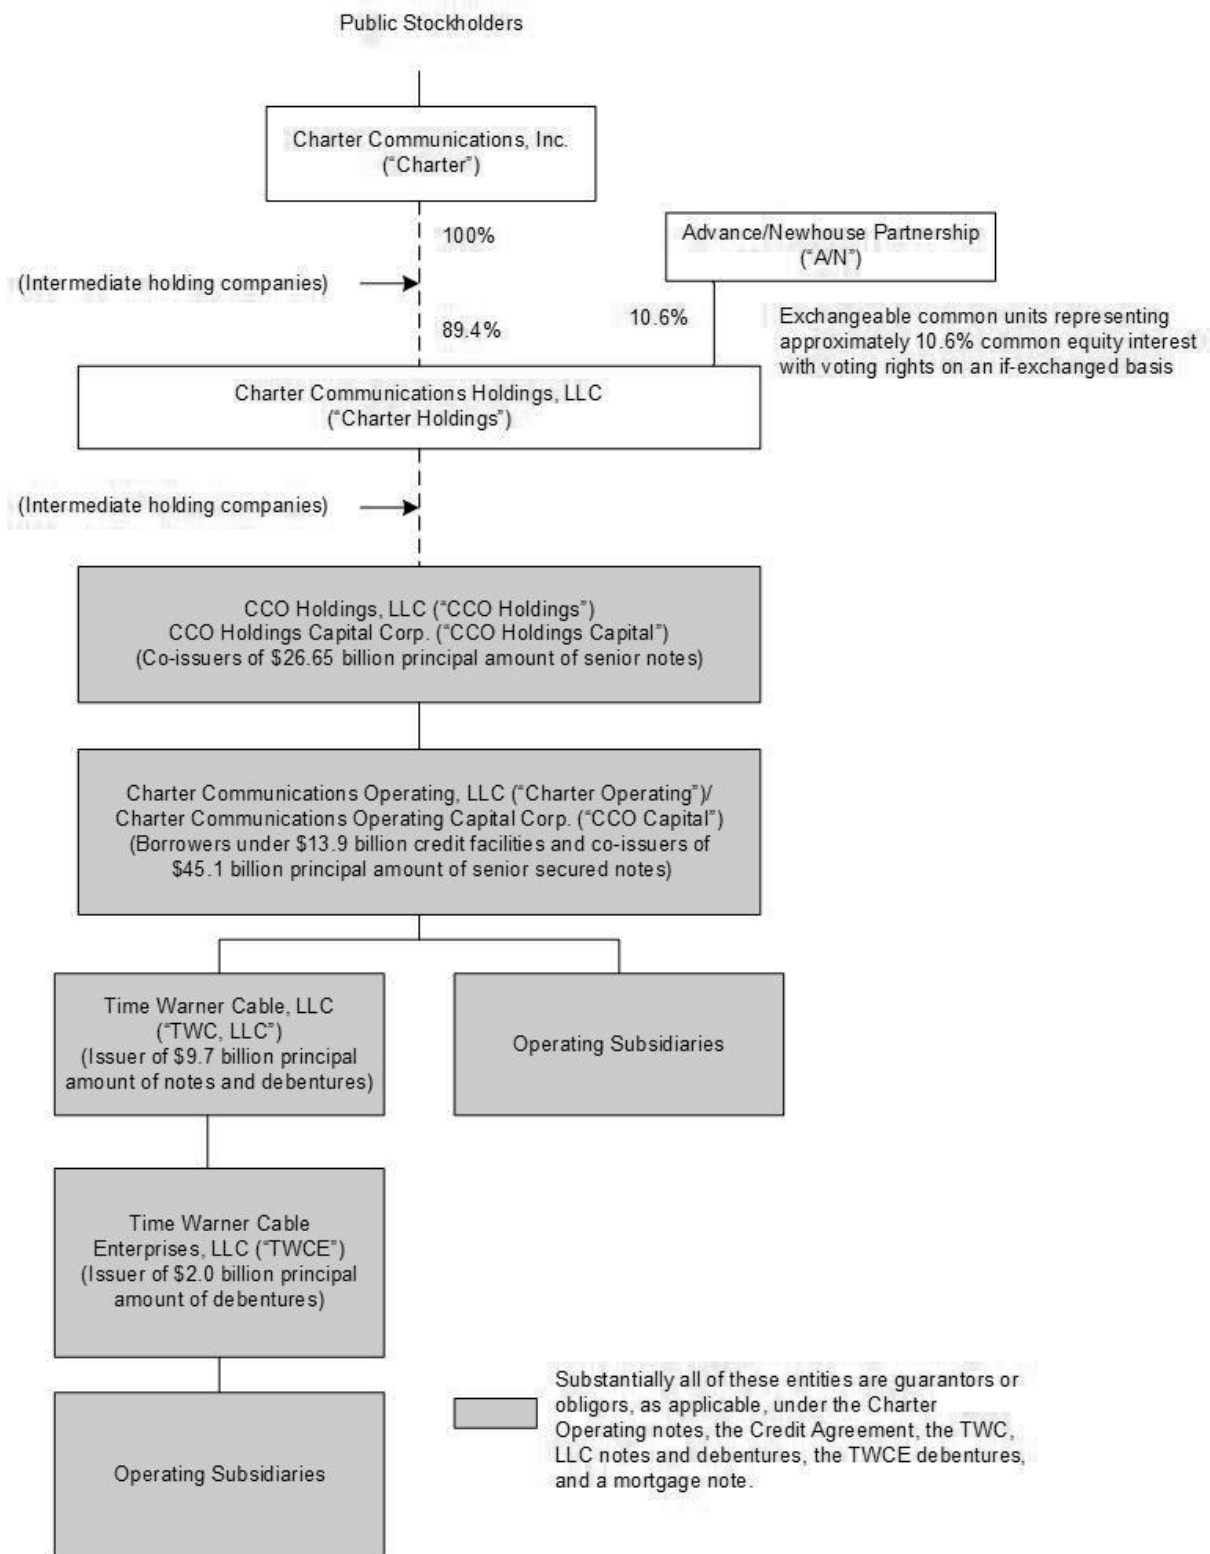 Public Stockholders
Charter Communications, Inc.
("Charter")
100%
Advance/Newhouse Partnership
("A/N")
(Intermediate holding companies)
89.4%
10.6%
Exchangeable common units representing
approximately 10.6% common equity interest
with voting rights on an if-exchanged basis
Charter Communications Holdings, LLC
("Charter Holdings")
(Intermediate holding companies)
CCO Holdings, LLC ("CCO Holdings")
CCO Holdings Capital Corp. ("CCO Holdings Capital")
(Co-issuers of $26.65 billion principal amount of senior notes)
Charter Communications Operating, LLC ("Charter Operating")/
Charter Communications Operating Capital Corp. ("CCO Capital")
(Borrowers under $13.9 billion credit facilities and co-issuers of
$45.1 billion principal amount of senior secured notes)
Time Warner Cable, LLC
("TWC, LLC")
(Issuer of $9.7 billion principal
amount of notes and debentures)
Operating Subsidiaries
Time Warner Cable
Enterprises, LLC ("TWCE")
(Issuer of $2.0 billion principal
amount of debentures)
Operating Subsidiaries
Substantially all of these entities are guarantors or
obligors, as applicable, under the Charter
Operating notes, the Credit Agreement, the TWC,
LLC notes and debentures, the TWCE debentures,
and a mortgage note.